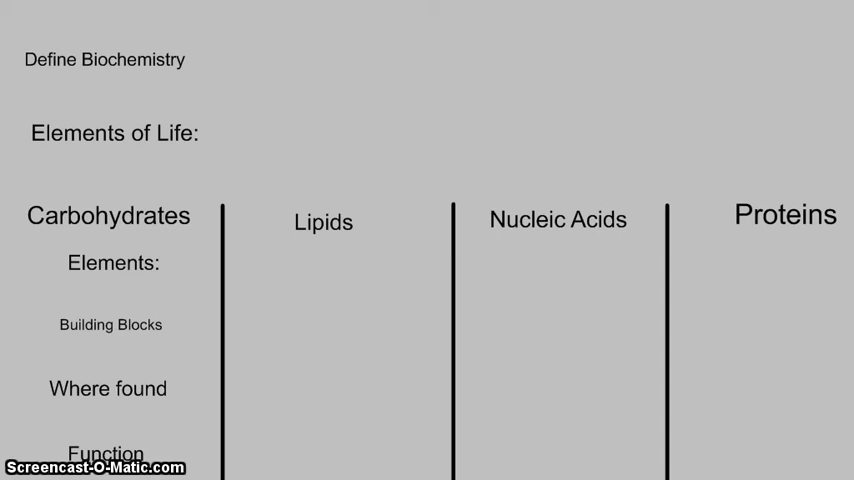 Define Biochemistry
Elements of Life:
Carbohydrates
Lipids
Nucleic Acids
Proteins
Elements:
Building Blocks
Where found
Function
Screencast-O-Matic.com